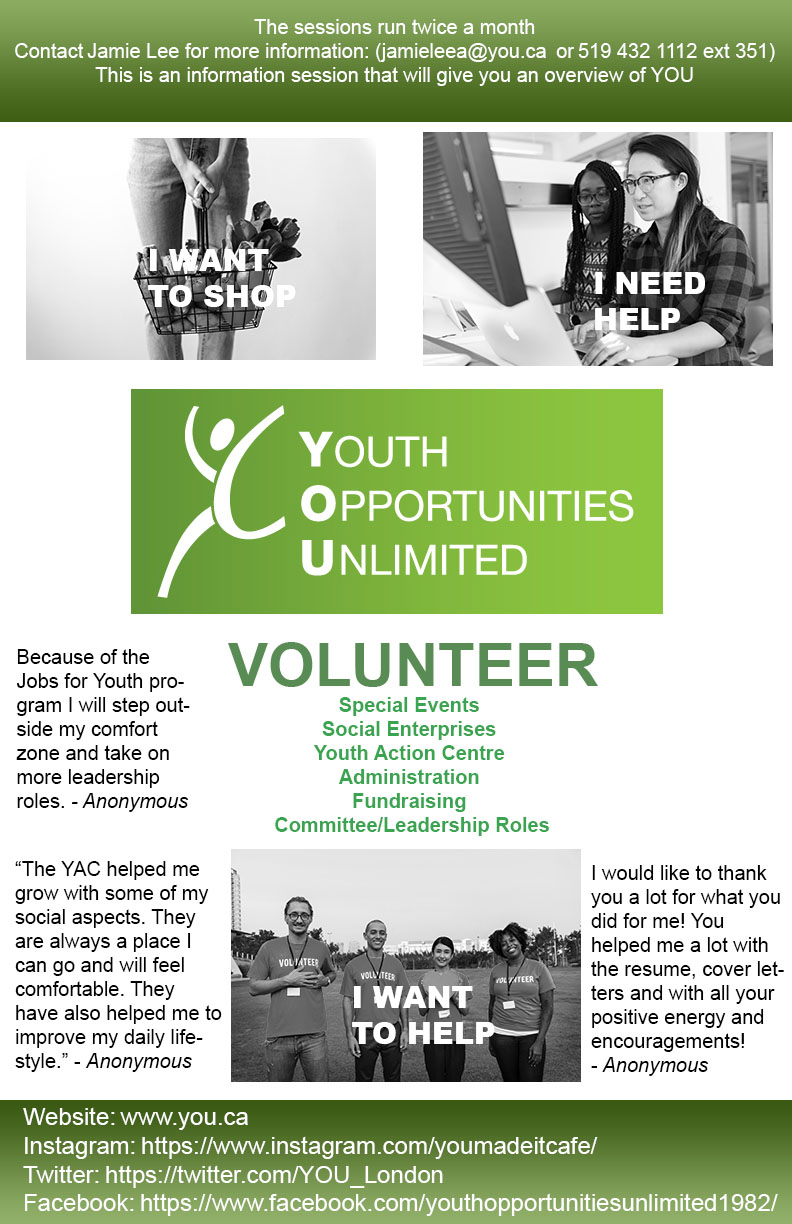 The sessions run twice a month
Contact Jamie Lee for more information: (jamieleea@you.ca or 519 432 1112 ext 351)
This is an information session that will give you an overview of YOU
I WANT
TO SHOP
I NEED
HELP
YOUTH
OPPORTUNITIES
UNLIMITED
Because of the
Jobs for Youth pro-
gram I will step out-
side my comfort
zone and take on
more leadership
roles. - Anonymous
VOLUNTEER
Special Events
Social Enterprises
Youth Action Centre
Administration
Fundraising
Committee/Leadership Roles
“The YAC helped me
grow with some of my
social aspects. They
are always a place I
can go and will feel
comfortable. They
have also helped me to
improve my daily life-
style.” - Anonymous
VOLUNTEER
VOLUNTEER
VOLUNTEER
I WANT
TO HELP
I would like to thank
you a lot for what you
did for me! You
helped me a lot with
the resume, cover let-
ters and with all your
positive energy and
encouragements!
- Anonymous
Website: www.you.ca
Instagram: https://www.instagram.com/youmadeitcafe/
Twitter: https://twitter.com/YOU_London
Facebook: https://www.facebook.com/youthopportunitiesunlimited1982/